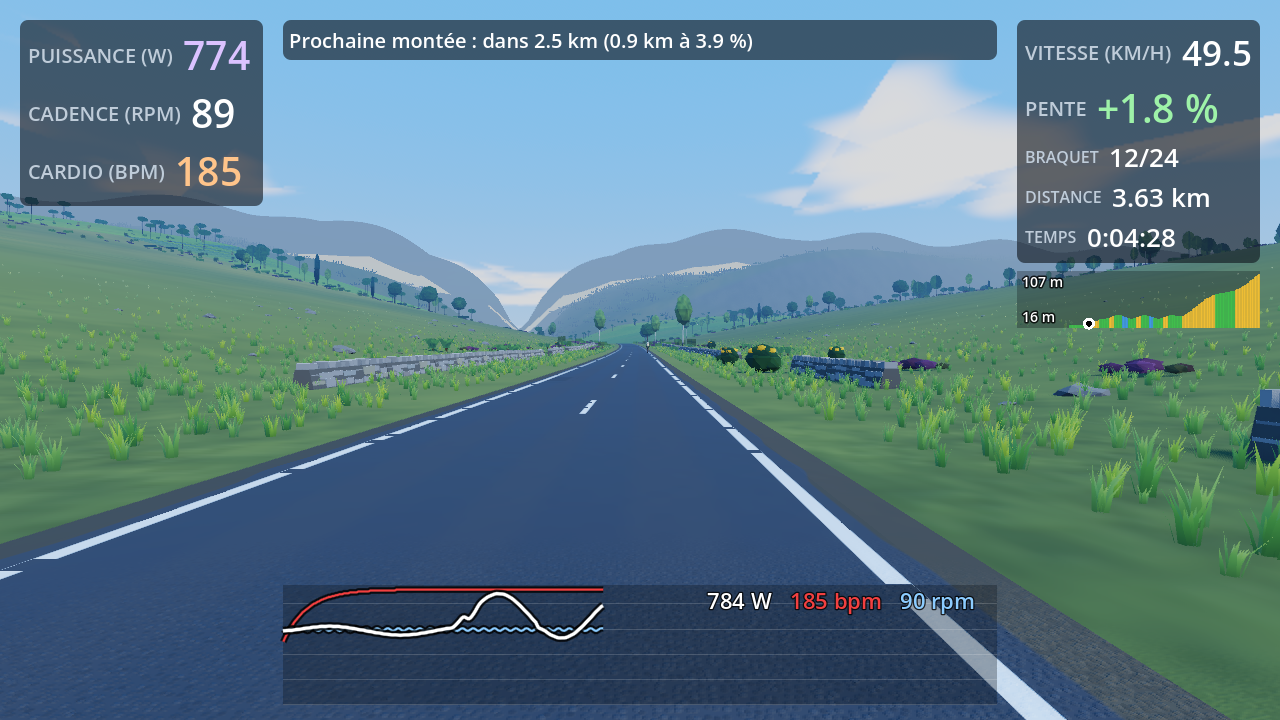 PUISSANCE (W) 774
CADENCE (RPM) 89
CARDIO (BPM) 185
Prochaine montée : dans 2.5 km (0.9 km à 3.9 %)
VITESSE (KM/H) 49.5
PENTE +1.8 %
BRAQUET 12/24
DISTANCE 3.63 km
TEMPS 0:04:28
107 m
16 m
784 W 185 bpm 90 rpm